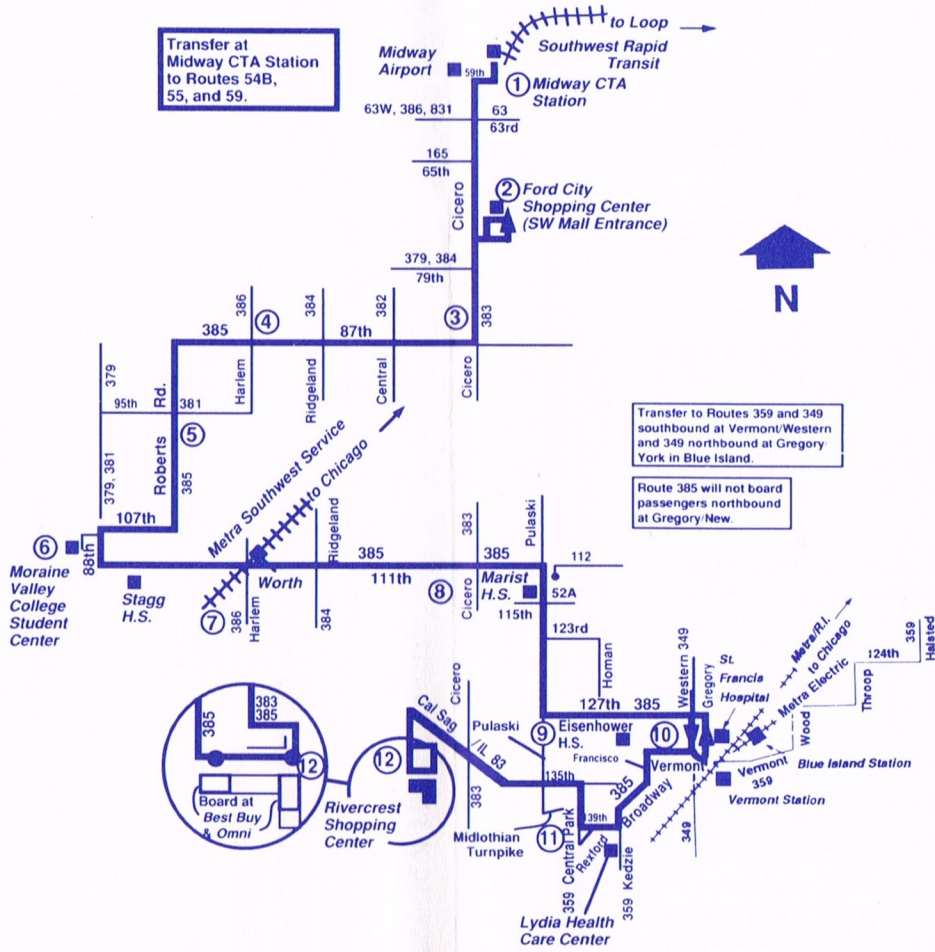 to Loop
Southwest Rapid
Transit
Transfer at
Midway CTA Station
to Routes 54B,
55, and 59.
Midway
Airport
59th
1 Midway CTA
Station
63W, 386, 831
63
63rd
165
65th
Cicero
2 Ford City
Shopping Center
(SW Mall Entrance)
379, 384
79th
N
386
384
382
3
383
385
4
87th
Harlem
Ridgeland
Central
Cicero
379
95th
Rd.
381
5
Roberts
385
379, 381
Metra Southwest Service
to Chicago
Transfer to Routes 359 and 349
southbound at Vermont/Western
and 349 northbound at Gregory
York in Blue Island.
Route 385 will not board
passengers northbound
at Gregory/New.
107th
6
88th
Moraine
Valley
College
Student
Center
Stagg
H.S.
7
386
Harlem
Worth
Ridgeland
384
385
111th
383
8
Cicero
385
Marist
H.S.
Pulaski
112
52A
115th
123rd
Homan
127th
385
Western 349
Gregory
St.
Francis
Hospital
Metra/R.I.
to Chicago
Metra Electric
Wood
Throop
124th
359
Halsted
Cicero
Cal Sag
/IL 83
Pulaski
9 Eisenhower
H.S.
10
Francisco
Vermont
Vermont
359
Blue Island Station
Vermont Station
135th
385
Broadway
383
Midlothian
Turnpike
11
139th
Rexford
359 Central Park
359 Kedzie
349
Lydia Health
Care Center
385
383
385
12
Board at
Best Buy
& Omni
12
Rivercrest
Shopping
Center